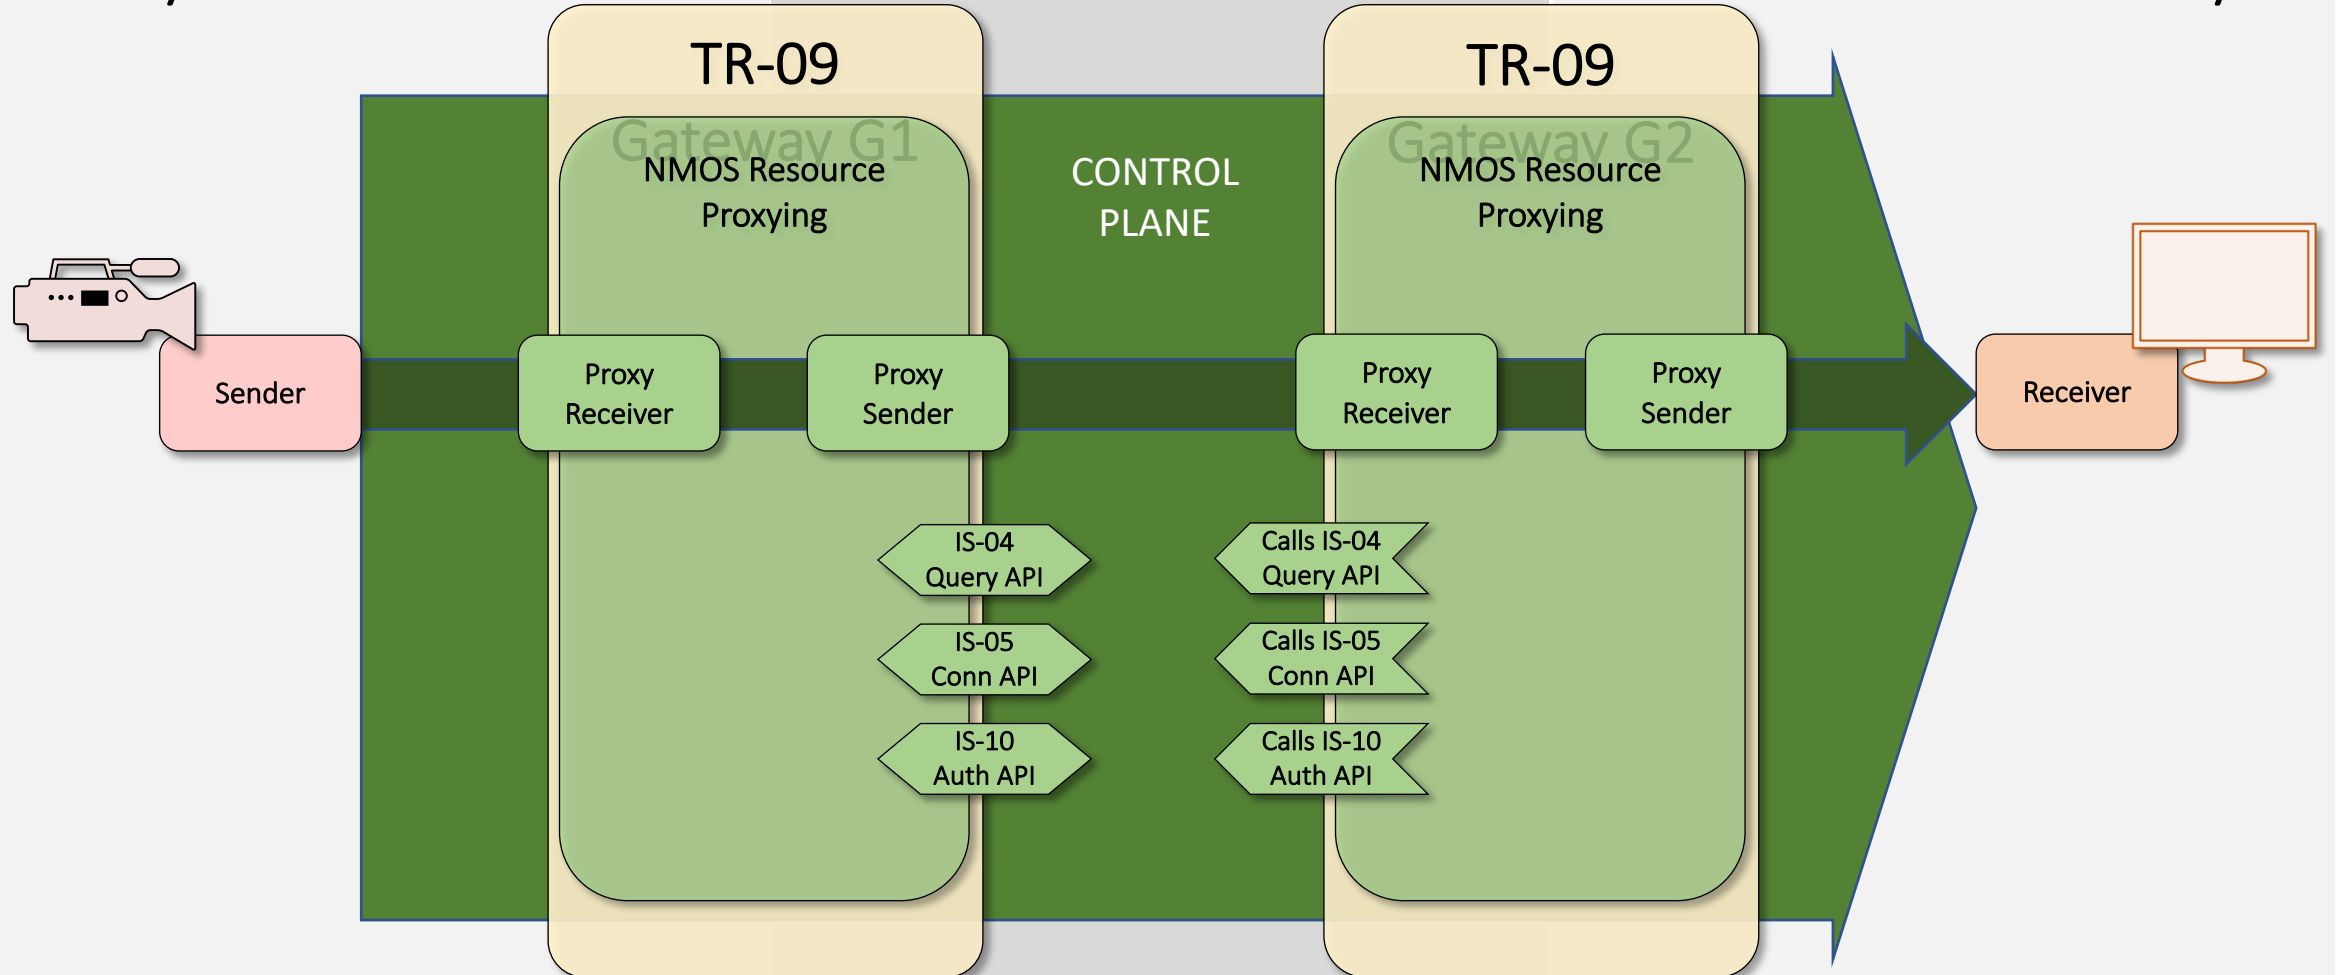 TR-09
Gateway G1
NMOS Resource
Proxying
CONTROL
PLANE
TR-09
Gateway G2
NMOS Resource
Proxying
Sender
Proxy
Receiver
Proxy
Sender
Proxy
Receiver
Proxy
Sender
Receiver
IS-04
Query API
Calls IS-04
Query API
IS-05
Conn API
Calls IS-05
Conn API
IS-10
Auth API
Calls IS-10
Auth API